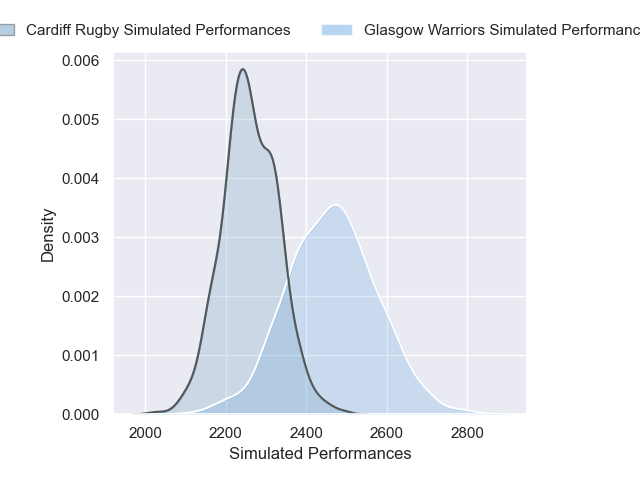 Cardiff Rugby Simulated Performances
Glasgow Warriors Simulated Performanc
0.006
0.005
0.004
0.003
0.002
0.001
0.000
Density
2000 2200 2400 2600 2800
Simulated Performances